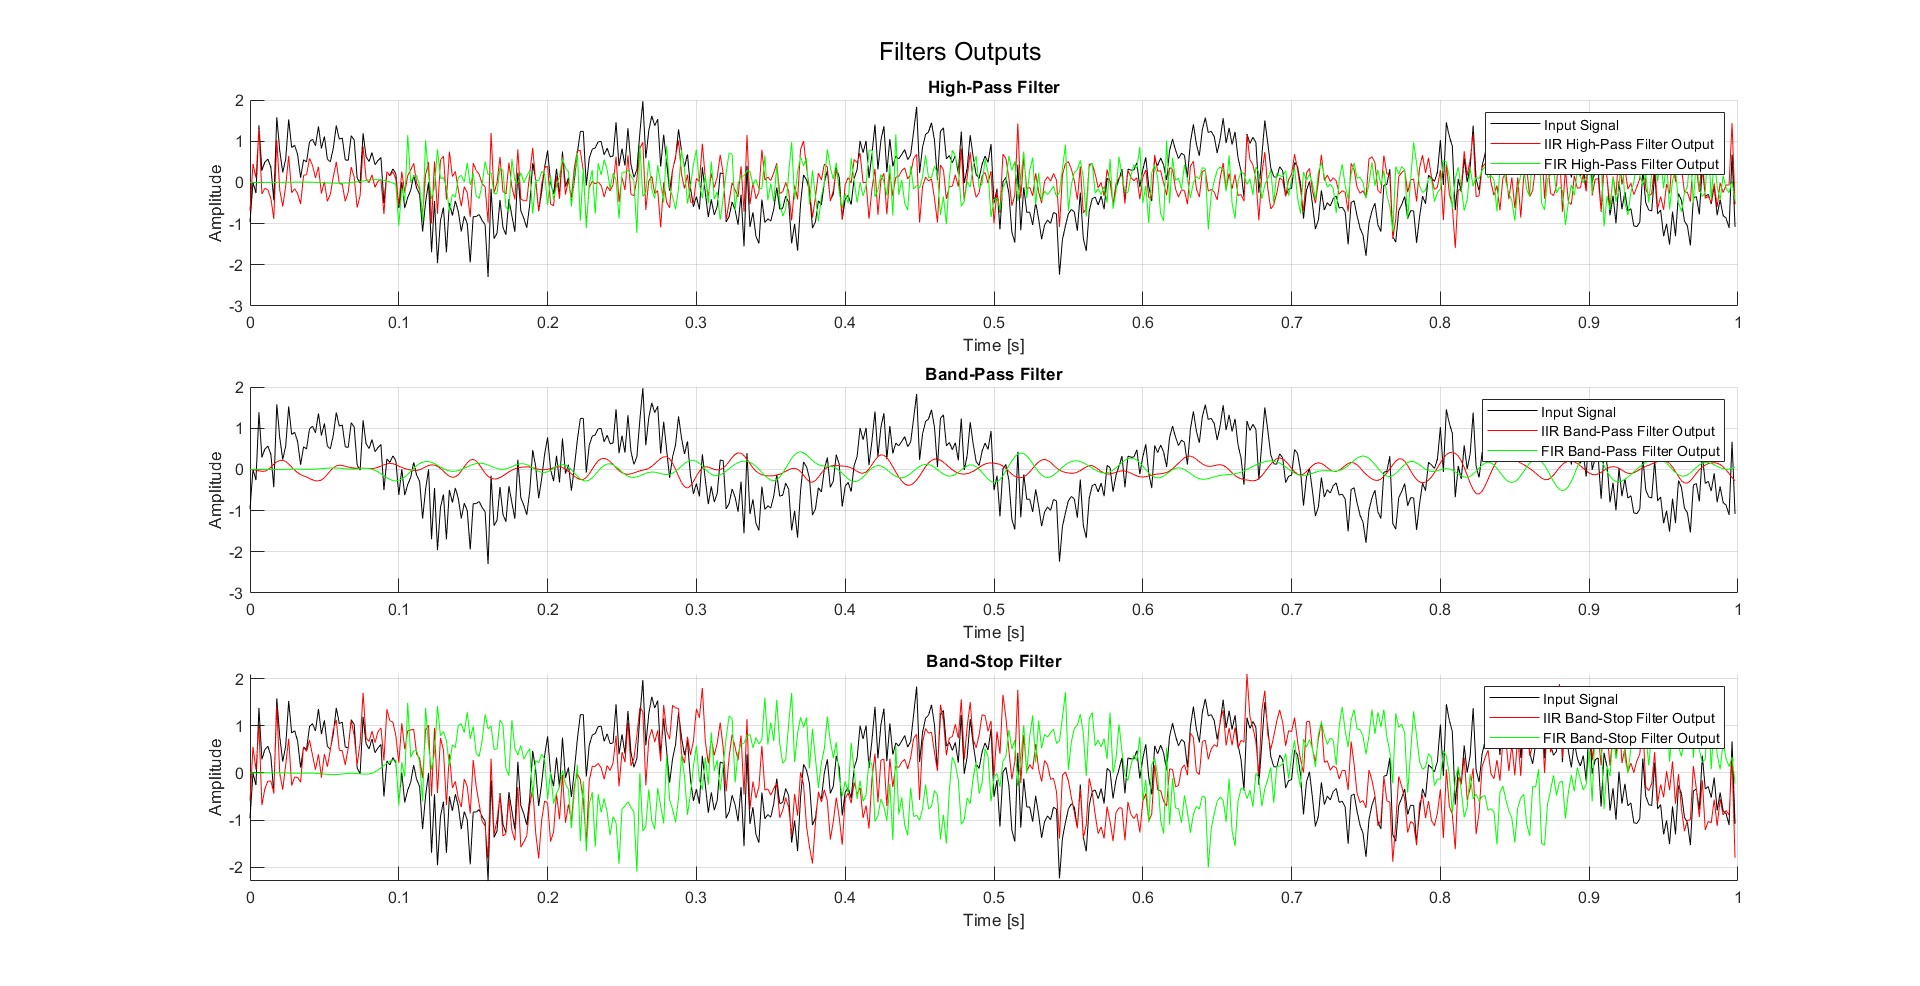 Filters Outputs
High-Pass Filter
2
1
0
-1
-2
-3
Amplitude
Input Signal
IIR High-Pass Filter Output
FIR High-Pass Filter Output
0 0.1 0.2 0.3 0.4 0.5 0.6 0.7 0.8 0.9 1
Time [s]
Band-Pass Filter
2
1
0
-1
-2
-3
Amplitude
Input Signal
IIR Band-Pass Filter Output
FIR Band-Pass Filter Output
0 0.1 0.2 0.3 0.4 0.5 0.6 0.7 0.8 0.9 1
Time [s]
Band-Stop Filter
2
1
0
-1
-2
Amplitude
Input Signal
IIR Band-Stop Filter Output
FIR Band-Stop Filter Output
0 0.1 0.2 0.3 0.4 0.5 0.6 0.7 0.8 0.9 1
Time [s]